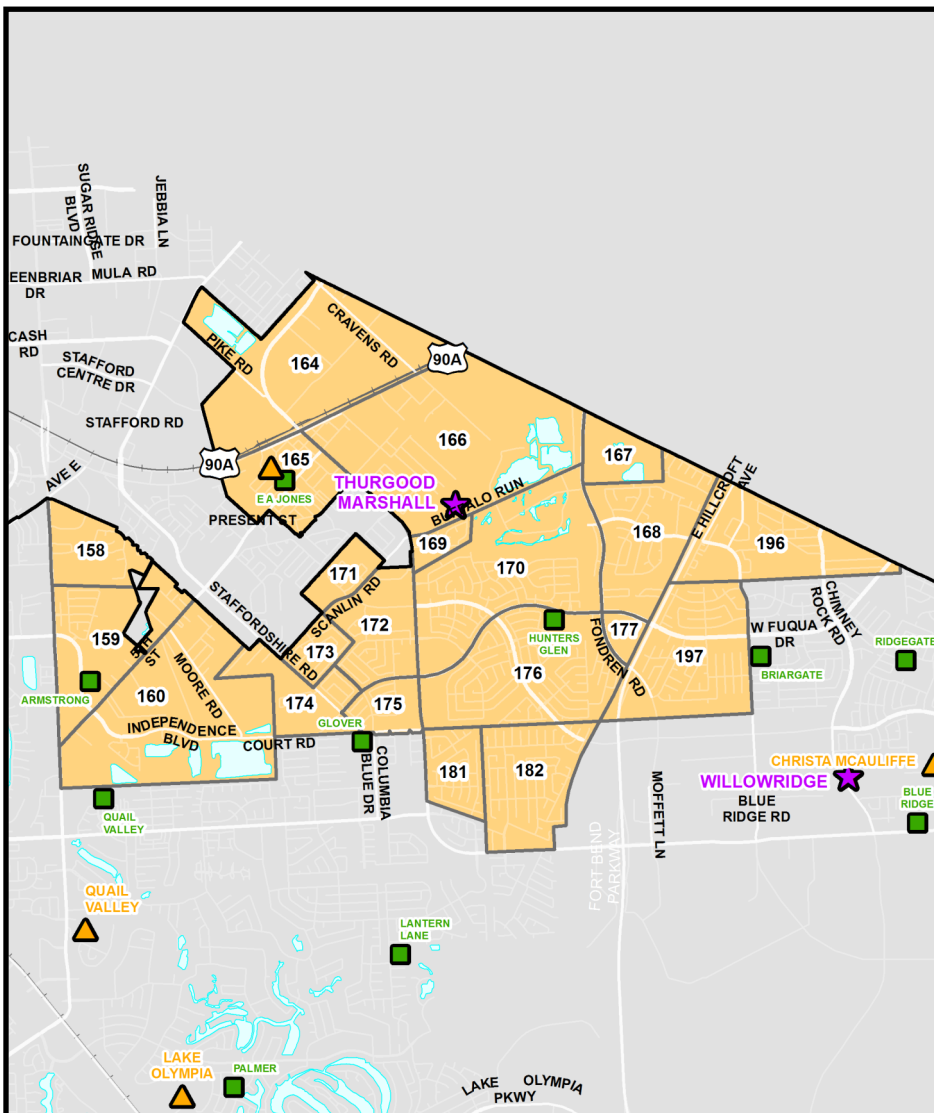 SUGAR RIDGE
BLVD
JEBBIA LN
FOUNTAINGATE DR
EENBRIAR
DR
MULA RD
CASH
RD
STAFFORD
CENTRE DR
STAFFORD RD
AVE E
PIKE RD
CRAVENS RD
90A
164
166
167
90A
165
E A JONES
PRESENT ST
THURGOOD
MARSHALL
BUFFALO RUN
169
168
E HILLCROFT
AVE
196
158
171
170
STAFFORDSHIRE RD
SCANLIN RD
172
CHIMNEY
ROCK RD
159
5TH
ST
MOORE RD
173
HUNTERS
GLEN
FONDREN RD
177
W FUQUA
DR
RIDGEGATE
197
BRIARGATE
ARMSTRONG
160
176
174
175
INDEPENDENCE
BLVD
COURT RD
GLOVER
COLUMBIA
BLUE DR
181
182
CHRISTA MCAULIFFE
WILLOWRIDGE
BLUE
RIDGE RD
BLUE
RIDGE
MOFFETT LN
FORT BEND
PARKWAY
QUAIL
VALLEY
QUAIL
VALLEY
LANTERN
LANE
LAKE
OLYMPIA
PALMER
LAKE OLYMPIA
PKWY